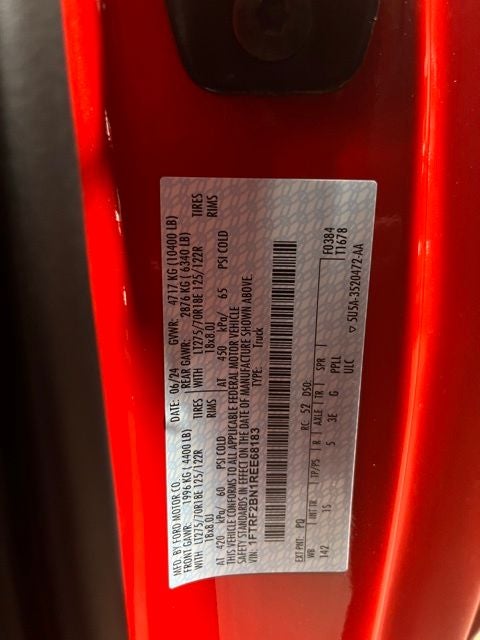 MFD. BY FORD MOTOR CO.
DATE: 06/24 GVWR: 4717 KG (10400 LB)
FRONT GAWR: 1996 KG ( 4400 LB) REAR GAWR: 2876 KG ( 6340 LB)
WITH LT275/70R18E 125/122R TIRES WITH LT275/70R18E 125/122R TIRES
18x8.0J RIMS 18x8.0J RIMS
AT 420 kPa/ 60 PSI COLD AT 450 kPa/ 65 PSI COLD
THIS VEHICLE CONFORMS TO ALL APPLICABLE FEDERAL MOTOR VEHICLE
SAFETY STANDARDS IN EFFECT ON THE DATE OF MANUFACTURE SHOWN ABOVE.
VIN: 1FTRF2BN1REE68183
TYPE: Truck
F0384
T1678
EXT PNT: PQ RC: 52 DSO:
WB INT TR TP/PS R AXLE TR SPR
142 1S 5 3E G PPLL
ULC
▽ 5U5A-3520472-AA